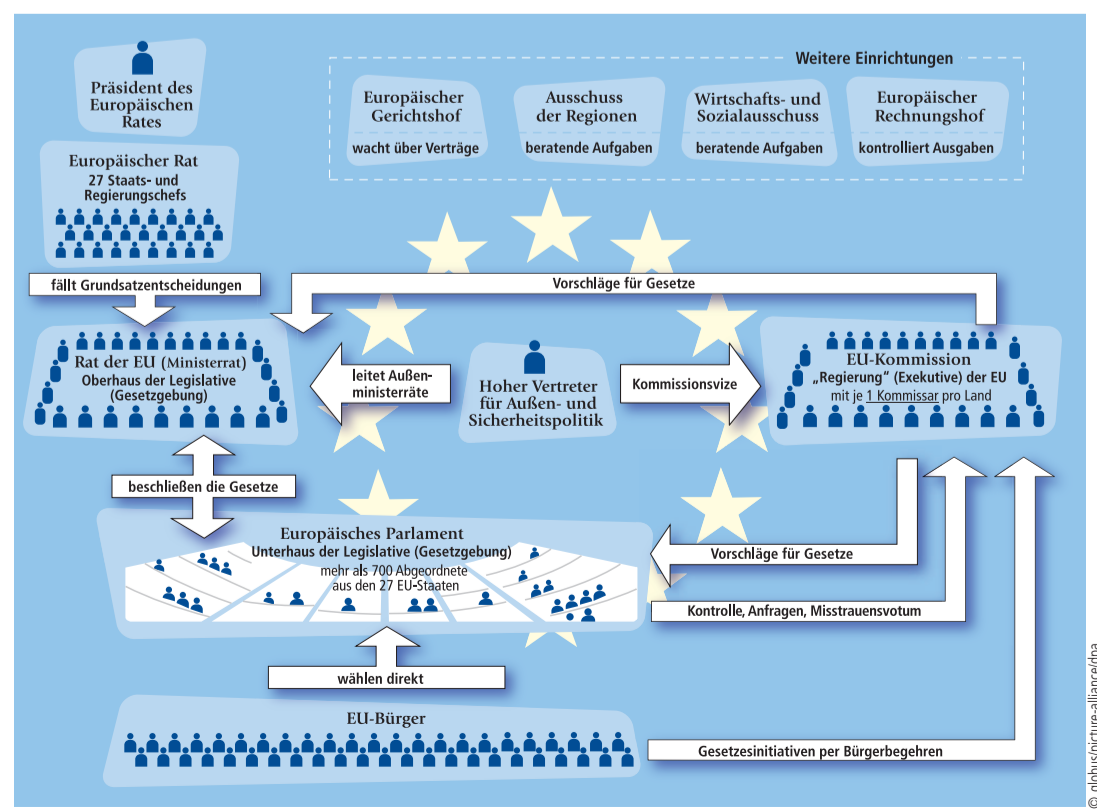 Präsident des
Europäischen
Rates
Europäischer Rat
27 Staats- und
Regierungschefs
Weitere Einrichtungen
Europäischer
Gerichtshof
wacht über Verträge
Ausschuss
der Regionen
beratende Aufgaben
Wirtschafts- und
Sozialausschuss
beratende Aufgaben
Europäischer
Rechnungshof
kontrolliert Ausgaben
fällt Grundsatzentscheidungen
Vorschläge für Gesetze
Rat der EU (Ministerrat)
Oberhaus der Legislative
(Gesetzgebung)
leitet Außen-
ministerräte
Hoher Vertreter
für Außen- und
Sicherheitspolitik
Kommissionsvize
EU-Kommission
„Regierung“ (Exekutive) der EU
mit je 1 Kommissar pro Land
beschließen die Gesetze
Europäisches Parlament
Unterhaus der Legislative (Gesetzgebung)
mehr als 700 Abgeordnete
aus den 27 EU-Staaten
Vorschläge für Gesetze
Kontrolle, Anfragen, Misstrauensvotum
wählen direkt
EU-Bürger
Gesetzesinitiativen per Bürgerbegehren
© globus/picture-alliance/dpa